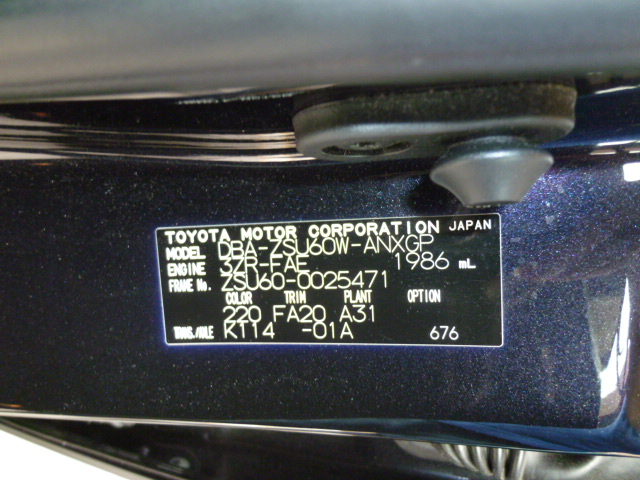 TOYOTA MOTOR CORPORATION JAPAN
MODEL DBA-ZSU60W-ANXGP
ENGINE 3ZR-FAE 1986 mL
FRAME No. ZSU60-0025471
COLOR TRIM PLANT OPTION
220 FA20 A31
TRANS./AXLE K114 -01A 676